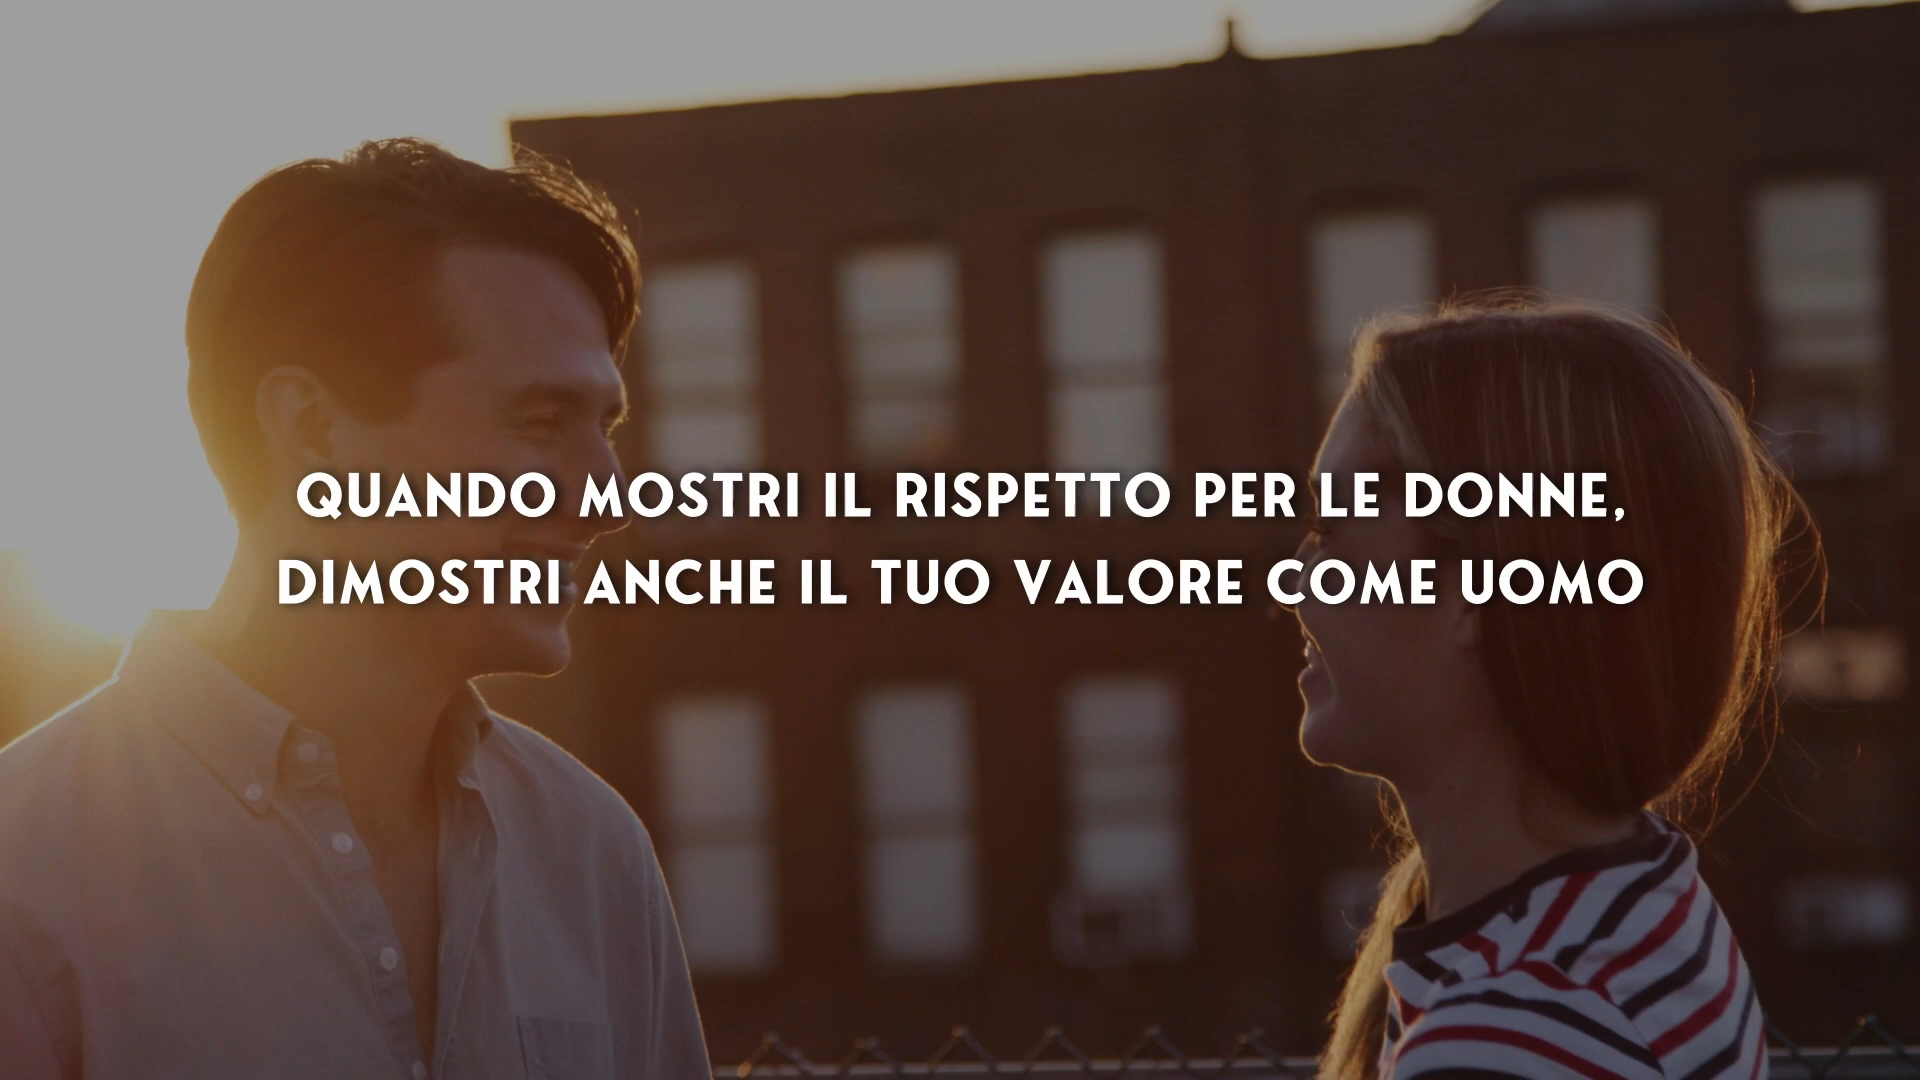 QUANDO MOSTRI IL RISPETTO PER LE DONNE,
DIMOSTRI ANCHE IL TUO VALORE COME UOMO